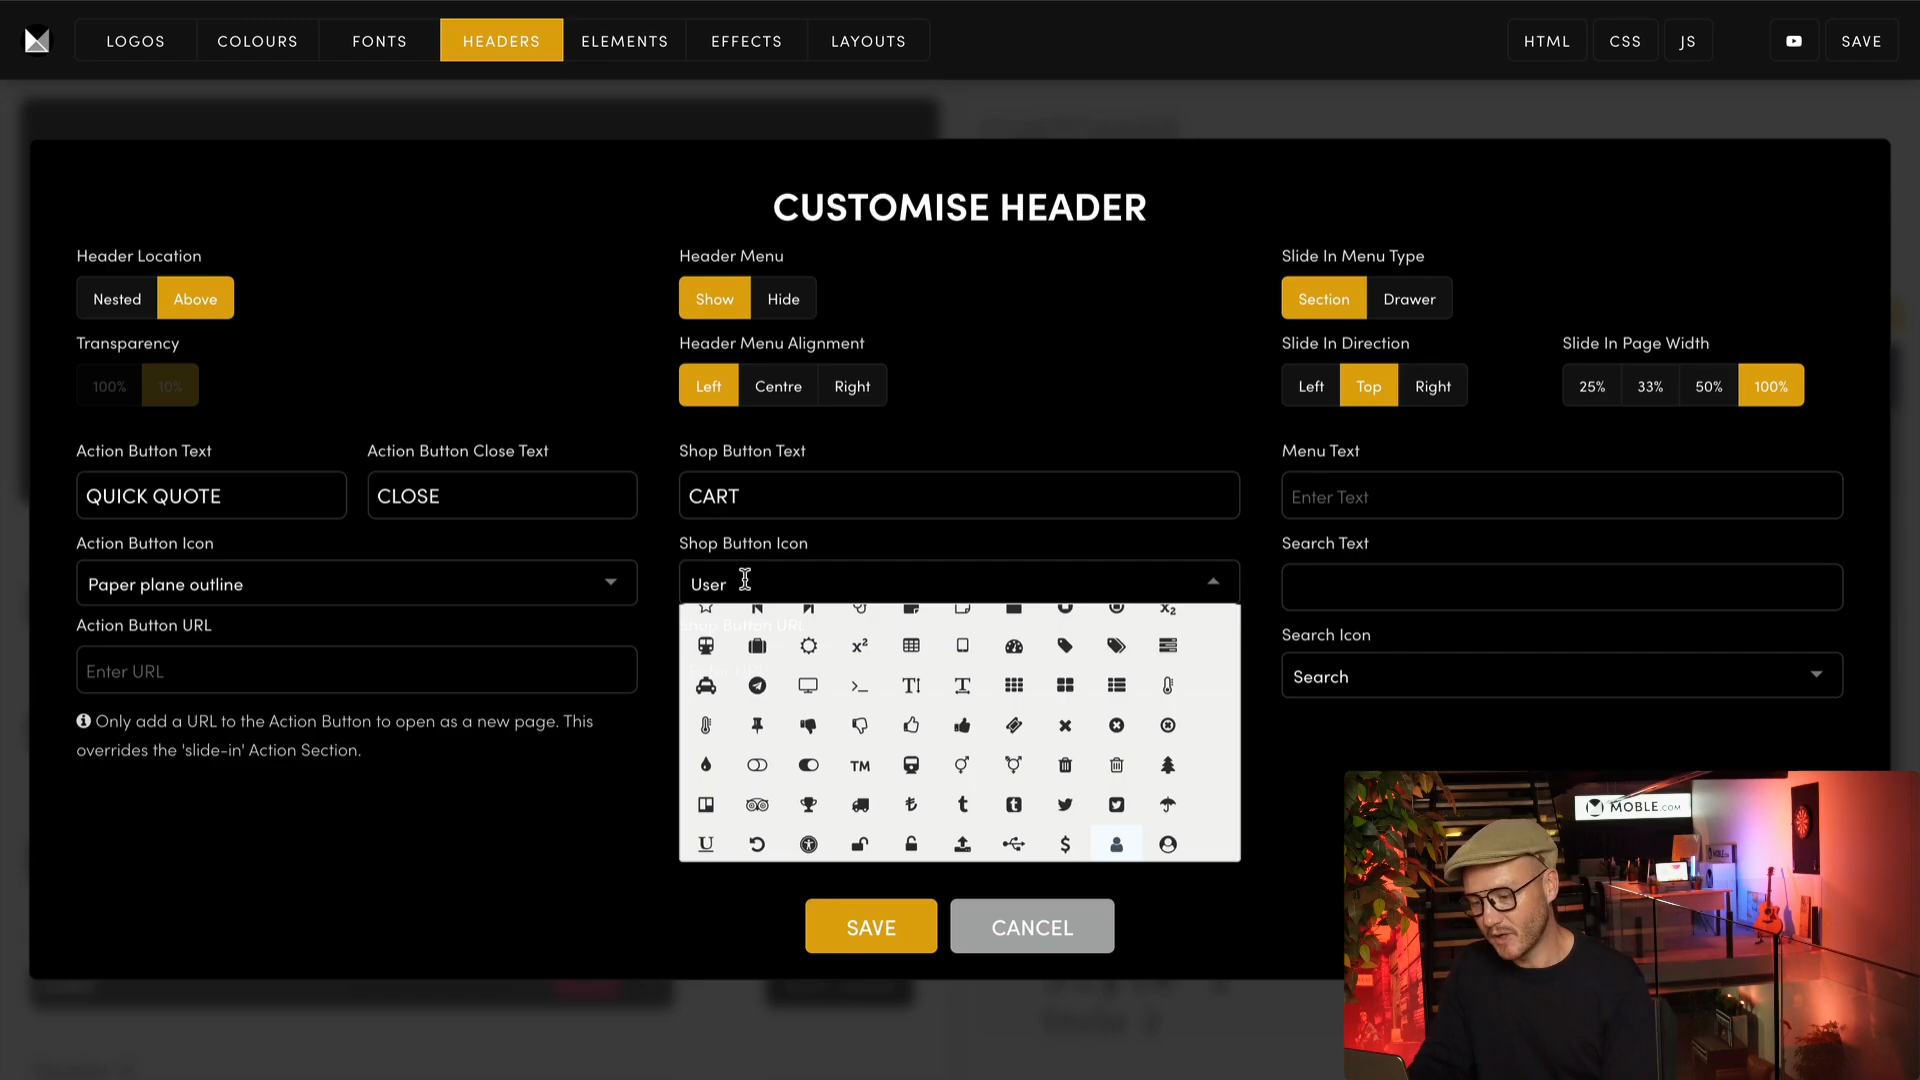 LOGOS COLOURS FONTS HEADERS ELEMENTS EFFECTS LAYOUTS HTML CSS JS SAVE
CUSTOMISE HEADER
Header Location Header Menu Slide In Menu Type
Nested Above Show Hide Section Drawer
Transparency Header Menu Alignment Slide In Direction Slide In Page Width
100% 10% Left Centre Right Left Top Right 25% 33% 50% 100%
Action Button Text Action Button Close Text Shop Button Text Menu Text
QUICK QUOTE CLOSE CART Enter Text
Action Button Icon Shop Button Icon Search Text
Paper plane outline User
Action Button URL Shop Button URL Search Icon
Enter URL Search
Only add a URL to the Action Button to open as a new page. This
overrides the 'slide-in' Action Section.
MOBLE.COM
SAVE CANCEL